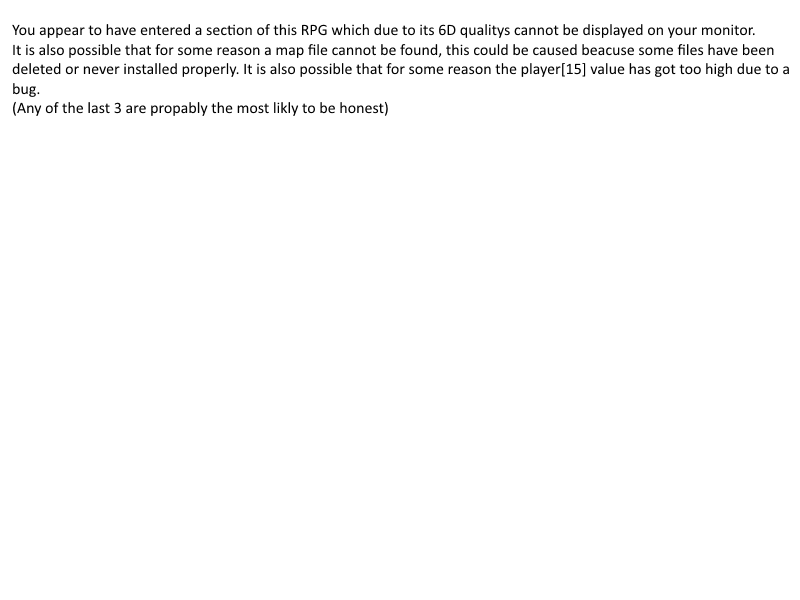 You appear to have entered a section of this RPG which due to its 6D qualitys cannot be displayed on your monitor.
It is also possible that for some reason a map file cannot be found, this could be caused beacuse some files have been
deleted or never installed properly. It is also possible that for some reason the player[15] value has got too high due to a
bug.
(Any of the last 3 are propably the most likly to be honest)